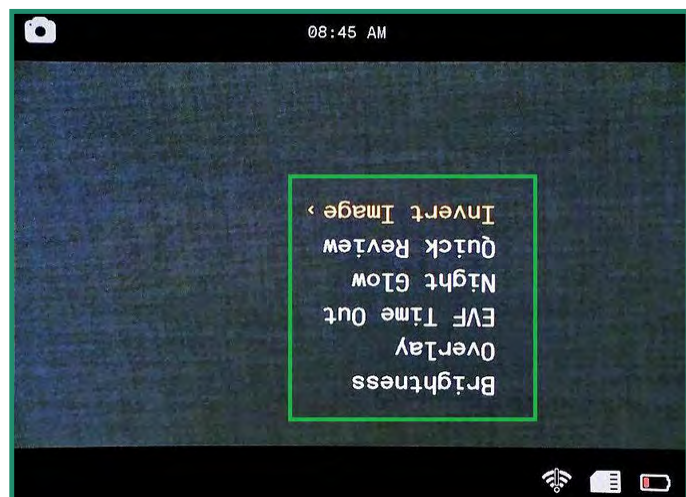 08:45 AM
Brightness
Overlay
EVF Time Out
Night Glow
Quick Review
Invert Image ‹